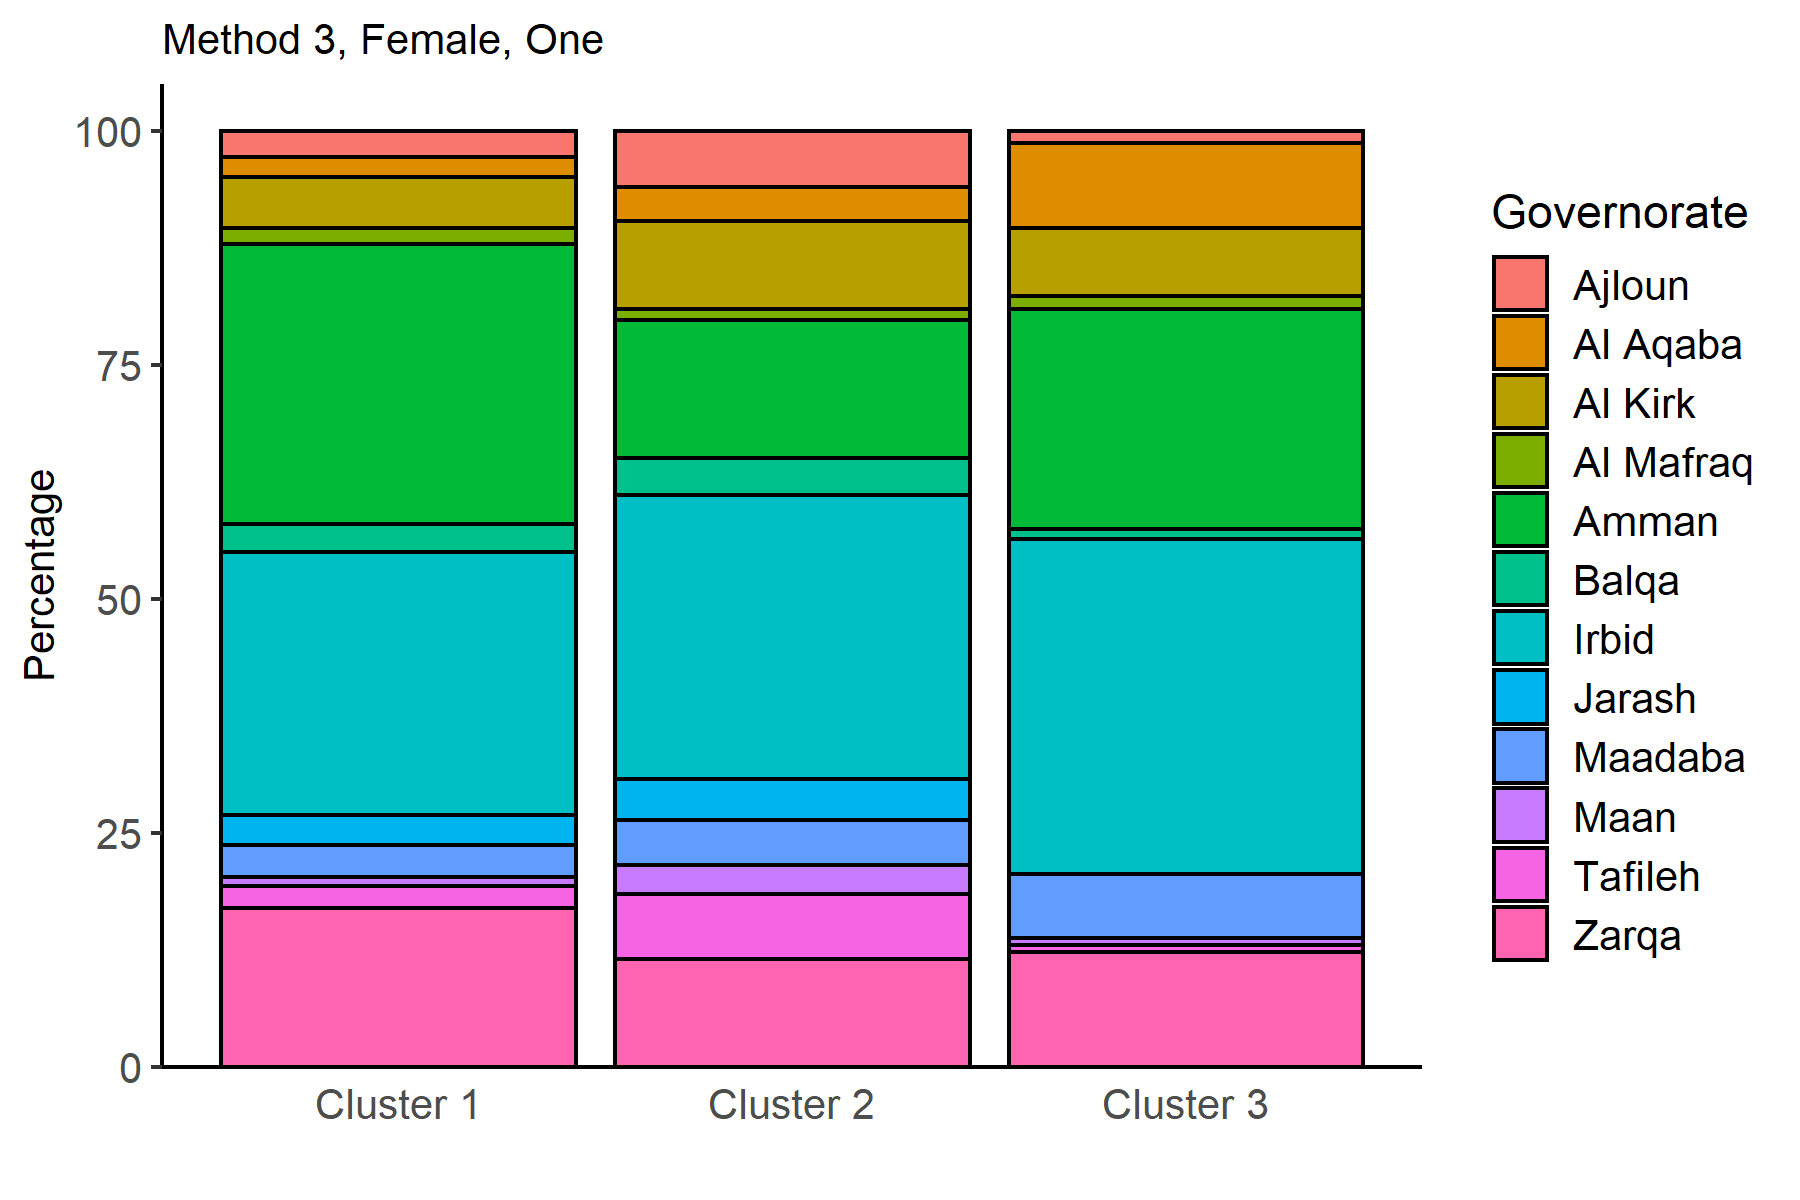 Method 3, Female, One
Percentage
100
75
50
25
0
Cluster 1
Cluster 2
Cluster 3
Governorate
Ajloun
Al Aqaba
Al Kirk
Al Mafraq
Amman
Balqa
Irbid
Jarash
Maadaba
Maan
Tafileh
Zarqa